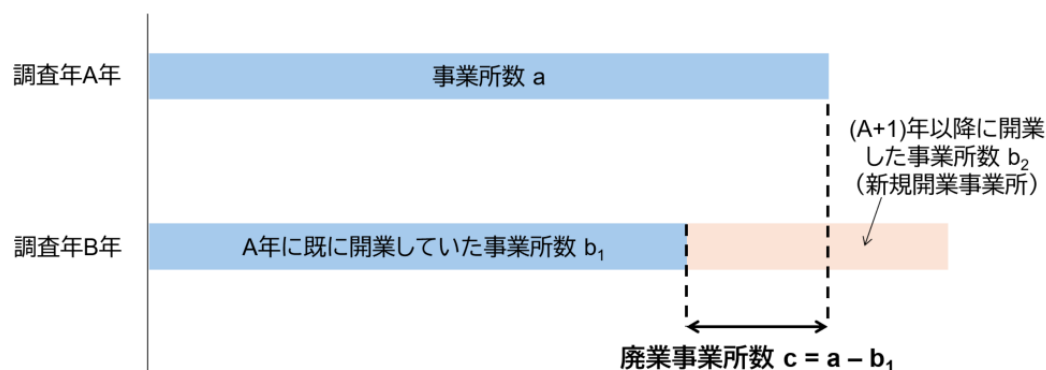 調査年A年
事業所数 a
(A+1)年以降に開業
した事業所数 b₂
（新規開業事業所）
調査年B年
A年に既に開業していた事業所数 b₁
廃業事業所数 c = a – b₁